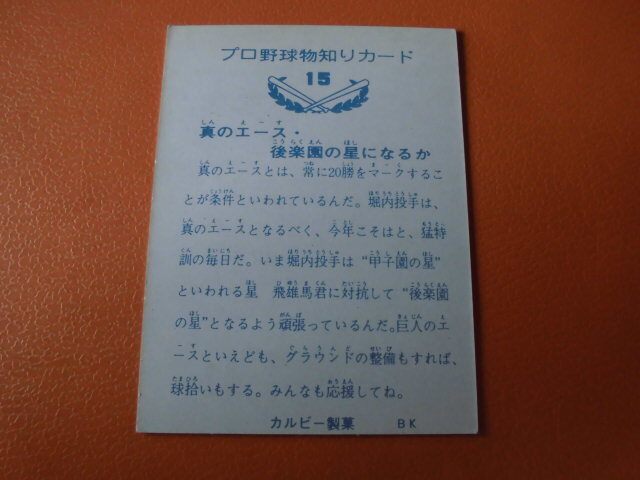 プロ野球物知りカード
15
真のエース・
後楽園の星になるか
真のエースとは、常に20勝をマークするこ
とが条件といわれているんだ。堀内投手は、
真のエースとなるべく、今年こそはと、猛特
訓の毎日だ。いま堀内投手は“甲子園の星”
といわれる星 飛雄馬君に対抗して“後楽園
の星”となるよう頑張っているんだ。巨人のエ
ースといえども、グラウンドの整備もすれば、
球拾いもする。みんなも応援してね。
カルビー製菓 BK